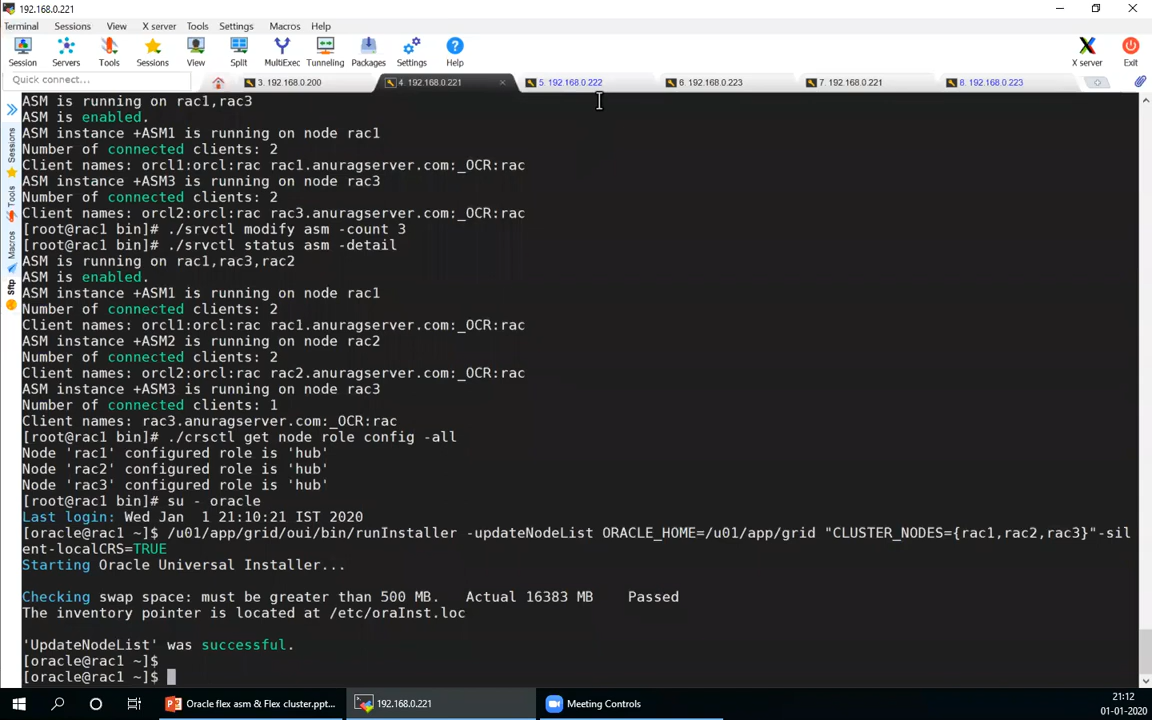 192.168.0.221
Terminal Sessions View X server Tools Settings Macros Help
Session Servers Tools Sessions View Split MultiExec Tunneling Packages Settings Help X server Exit
Quick connect... 3. 192.168.0.200 4. 192.168.0.221 5. 192.168.0.222 6. 192.168.0.223 7. 192.168.0.221 8. 192.168.0.223
Sessions
Tools
Macros
Sftp
ASM is running on rac1,rac3
ASM is enabled.
ASM instance +ASM1 is running on node rac1
Number of connected clients: 2
Client names: orcl1:orcl:rac rac1.anuragserver.com:_OCR:rac
ASM instance +ASM3 is running on node rac3
Number of connected clients: 2
Client names: orcl2:orcl:rac rac3.anuragserver.com:_OCR:rac
[root@rac1 bin]# ./srvctl modify asm -count 3
[root@rac1 bin]# ./srvctl status asm -detail
ASM is running on rac1,rac3,rac2
ASM is enabled.
ASM instance +ASM1 is running on node rac1
Number of connected clients: 2
Client names: orcl1:orcl:rac rac1.anuragserver.com:_OCR:rac
ASM instance +ASM2 is running on node rac2
Number of connected clients: 2
Client names: orcl2:orcl:rac rac2.anuragserver.com:_OCR:rac
ASM instance +ASM3 is running on node rac3
Number of connected clients: 1
Client names: rac3.anuragserver.com:_OCR:rac
[root@rac1 bin]# ./crsctl get node role config -all
Node 'rac1' configured role is 'hub'
Node 'rac2' configured role is 'hub'
Node 'rac3' configured role is 'hub'
[root@rac1 bin]# su - oracle
Last login: Wed Jan  1 21:10:21 IST 2020
[oracle@rac1 ~]$ /u01/app/grid/oui/bin/runInstaller -updateNodeList ORACLE_HOME=/u01/app/grid "CLUSTER_NODES={rac1,rac2,rac3}"-sil
ent-localCRS=TRUE
Starting Oracle Universal Installer...
Checking swap space: must be greater than 500 MB.   Actual 16383 MB    Passed
The inventory pointer is located at /etc/oraInst.loc
'UpdateNodeList' was successful.
[oracle@rac1 ~]$
[oracle@rac1 ~]$
Oracle flex asm & Flex cluster.ppt... 192.168.0.221 Meeting Controls 21:12
01-01-2020